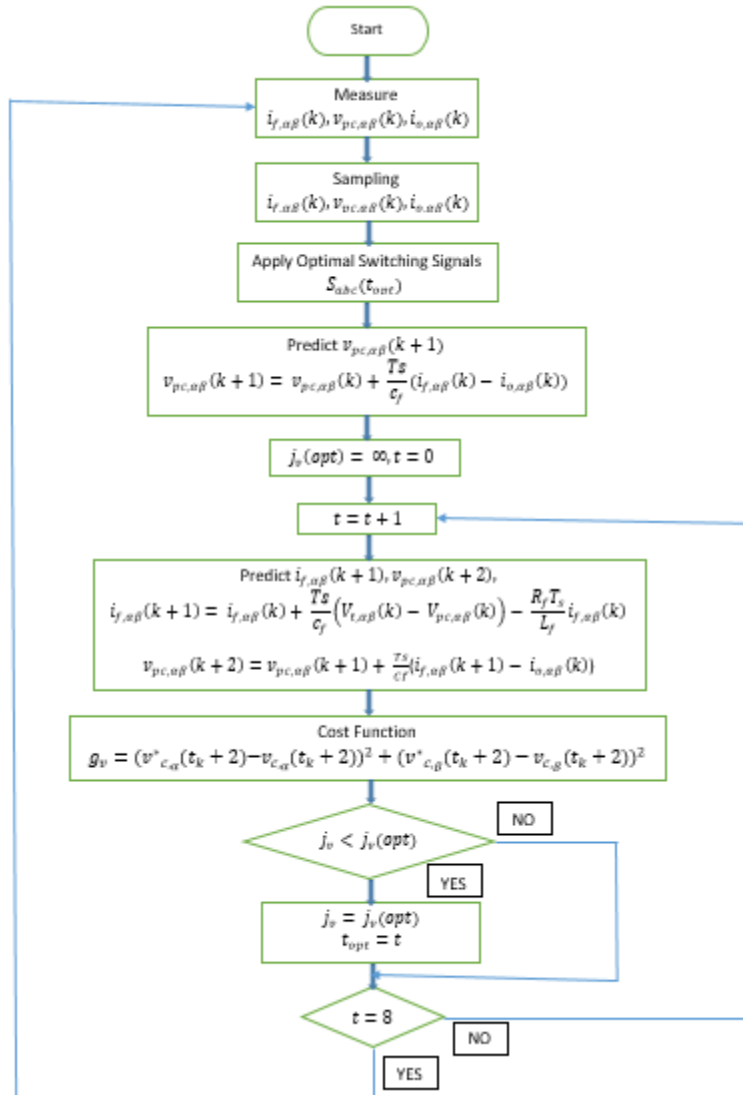 Start
Measure
i_{f,αβ}(k), v_{pc,αβ}(k), i_{o,αβ}(k)
Sampling
i_{f,αβ}(k), v_{pc,αβ}(k), i_{o,αβ}(k)
Apply Optimal Switching Signals
S_{abc}(t_{opt})
Predict v_{pc,αβ}(k + 1)
v_{pc,αβ}(k + 1) = v_{pc,αβ}(k) + \frac{Ts}{c_f}(i_{f,αβ}(k) − i_{o,αβ}(k))
j_v(opt) = ∞, t = 0
t = t + 1
Predict i_{f,αβ}(k + 1), v_{pc,αβ}(k + 2),
i_{f,αβ}(k + 1) = i_{f,αβ}(k) + \frac{Ts}{c_f}(V_{t,αβ}(k) − V_{pc,αβ}(k)) − \frac{R_f T_s}{L_f} i_{f,αβ}(k)
v_{pc,αβ}(k + 2) = v_{pc,αβ}(k + 1) + \frac{Ts}{cf}{i_{f,αβ}(k + 1) − i_{o,αβ}(k)}
Cost Function
g_v = (v*_{c,α}(t_k + 2)−v_{c,α}(t_k + 2))² + (v*_{c,β}(t_k + 2) − v_{c,β}(t_k + 2))²
j_v < j_v(opt)
NO
YES
j_v = j_v(opt)
t_{opt} = t
t = 8
NO
YES